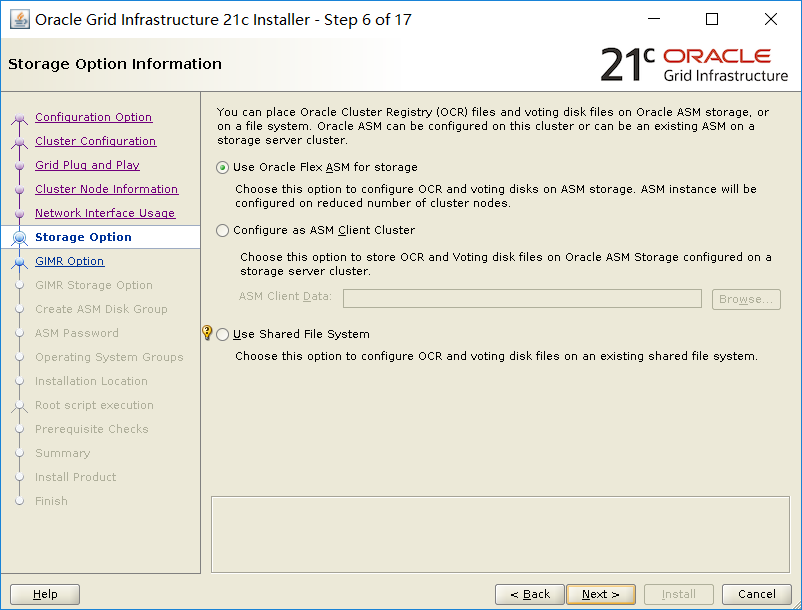 Oracle Grid Infrastructure 21c Installer - Step 6 of 17
Storage Option Information
21c ORACLE
Grid Infrastructure
Configuration Option
Cluster Configuration
Grid Plug and Play
Cluster Node Information
Network Interface Usage
Storage Option
GIMR Option
GIMR Storage Option
Create ASM Disk Group
ASM Password
Operating System Groups
Installation Location
Root script execution
Prerequisite Checks
Summary
Install Product
Finish
You can place Oracle Cluster Registry (OCR) files and voting disk files on Oracle ASM storage, or
on a file system. Oracle ASM can be configured on this cluster or can be an existing ASM on a
storage server cluster.
Use Oracle Flex ASM for storage
Choose this option to configure OCR and voting disks on ASM storage. ASM instance will be
configured on reduced number of cluster nodes.
Configure as ASM Client Cluster
Choose this option to store OCR and Voting disk files on Oracle ASM Storage configured on a
storage server cluster.
ASM Client Data:
Browse...
Use Shared File System
Choose this option to configure OCR and voting disk files on an existing shared file system.
Help
< Back
Next >
Install
Cancel